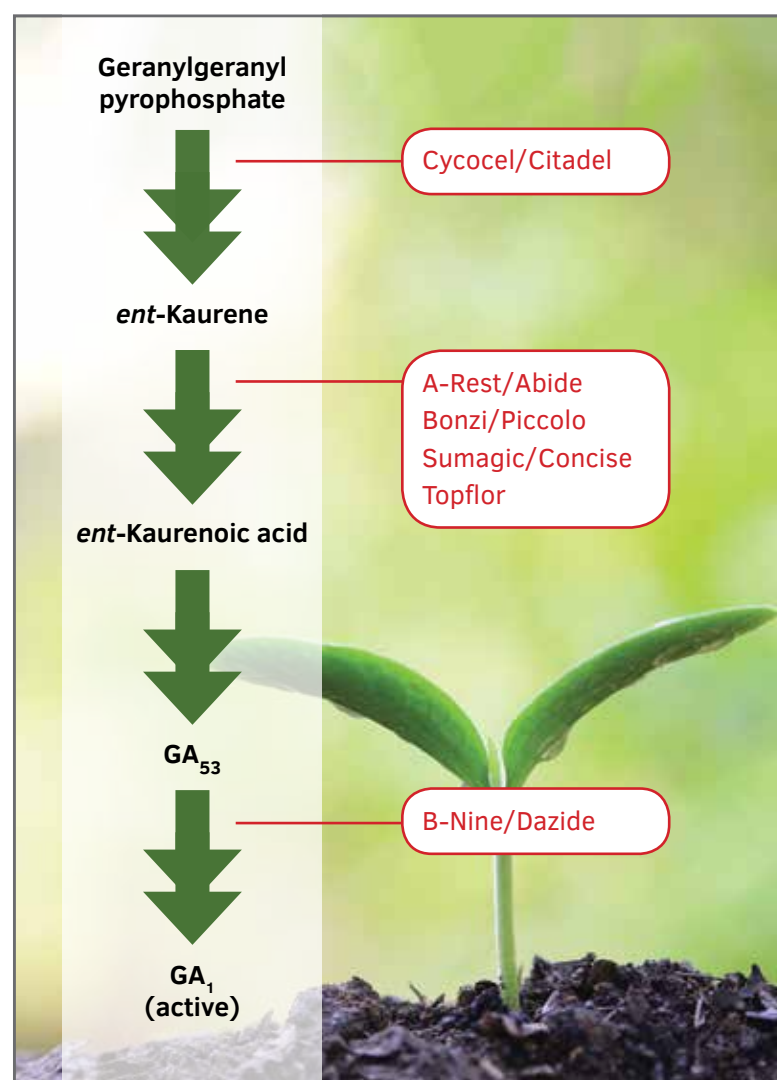 Geranylgeranyl
pyrophosphate
Cycocel/Citadel
ent-Kaurene
A-Rest/Abide
Bonzi/Piccolo
Sumagic/Concise
Topflor
ent-Kaurenoic acid
GA₅₃
B-Nine/Dazide
GA₁
(active)